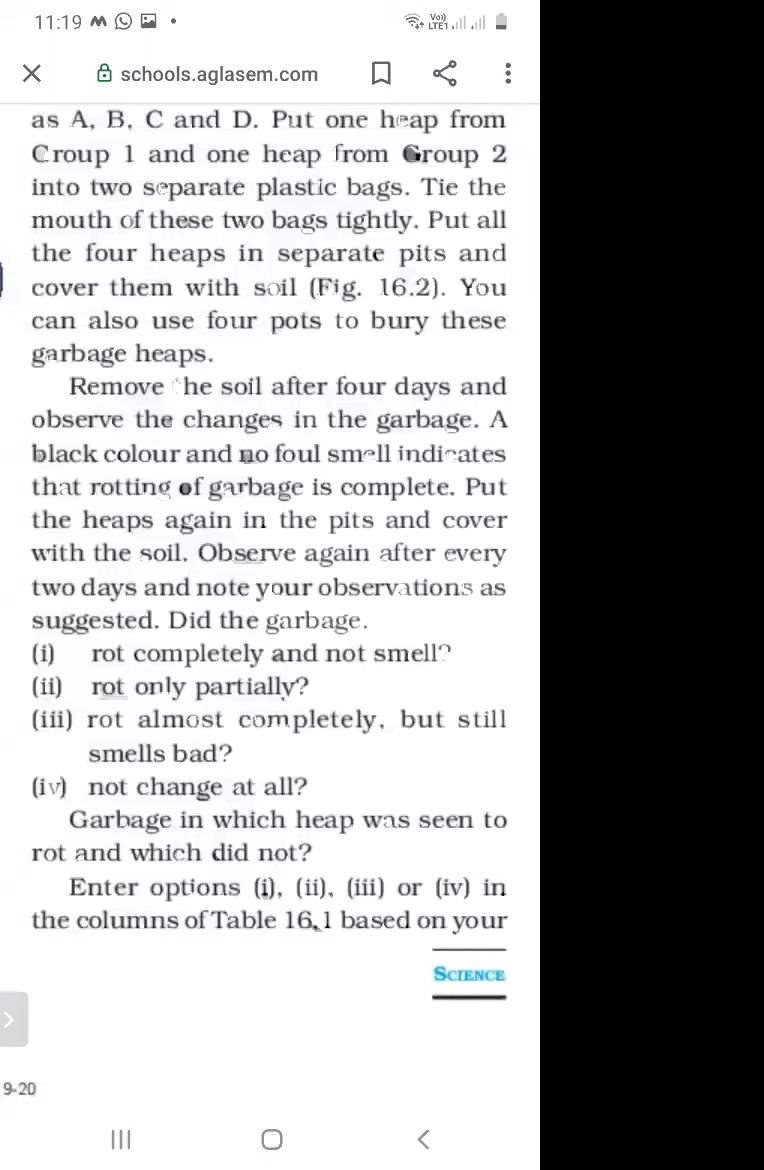 11:19
Vo)) LTE1
schools.aglasem.com
as A, B, C and D. Put one heap from
Group 1 and one heap from Group 2
into two separate plastic bags. Tie the
mouth of these two bags tightly. Put all
the four heaps in separate pits and
cover them with soil (Fig. 16.2). You
can also use four pots to bury these
garbage heaps.
Remove the soil after four days and
observe the changes in the garbage. A
black colour and no foul smell indicates
that rotting of garbage is complete. Put
the heaps again in the pits and cover
with the soil. Observe again after every
two days and note your observations as
suggested. Did the garbage.
(i) rot completely and not smell?
(ii) rot only partially?
(iii) rot almost completely, but still
smells bad?
(iv) not change at all?
Garbage in which heap was seen to
rot and which did not?
Enter options (i), (ii), (iii) or (iv) in
the columns of Table 16.1 based on your
SCIENCE
9-20